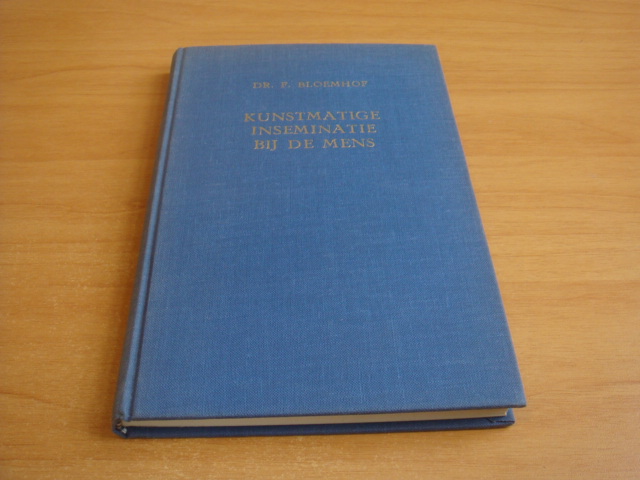 DR. F. BLOEMHOF
KUNSTMATIGE
INSEMINATIE
BIJ DE MENS